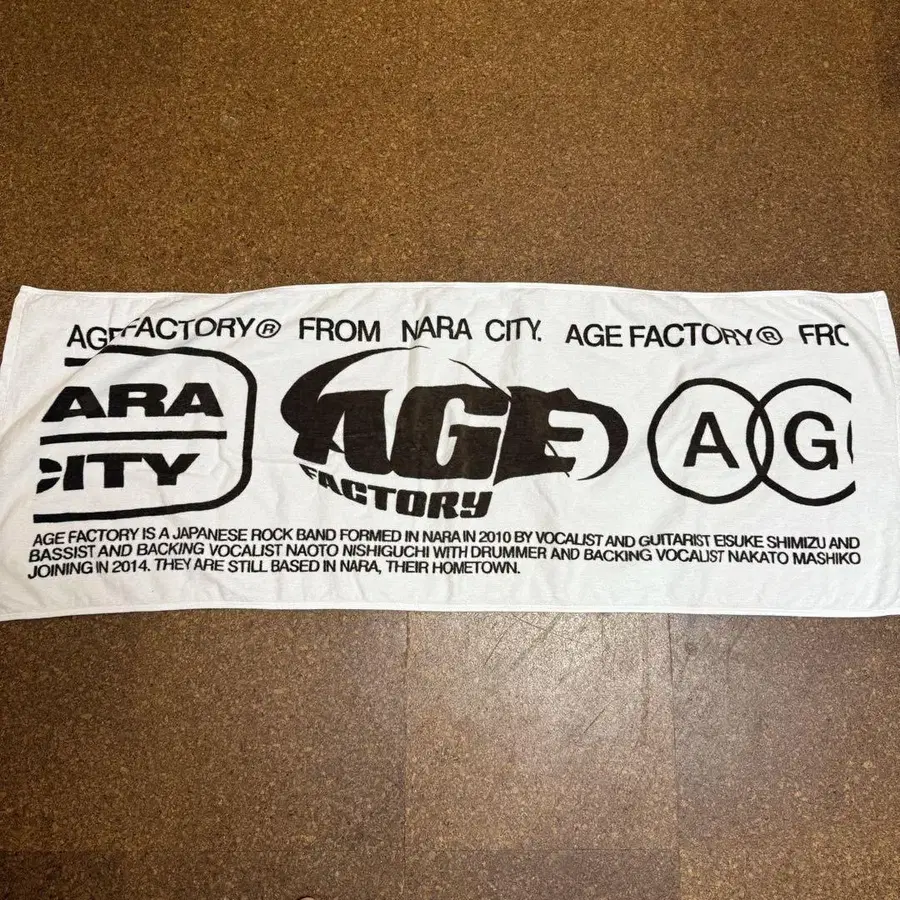 AGE FACTORY® FROM NARA CITY. AGE FACTORY® FRO
ARA
CITY
AGE
FACTORY
A G
AGE FACTORY IS A JAPANESE ROCK BAND FORMED IN NARA IN 2010 BY VOCALIST AND GUITARIST EISUKE SHIMIZU AND
BASSIST AND BACKING VOCALIST NAOTO NISHIGUCHI WITH DRUMMER AND BACKING VOCALIST NAKATO MASHIKO
JOINING IN 2014. THEY ARE STILL BASED IN NARA, THEIR HOMETOWN.